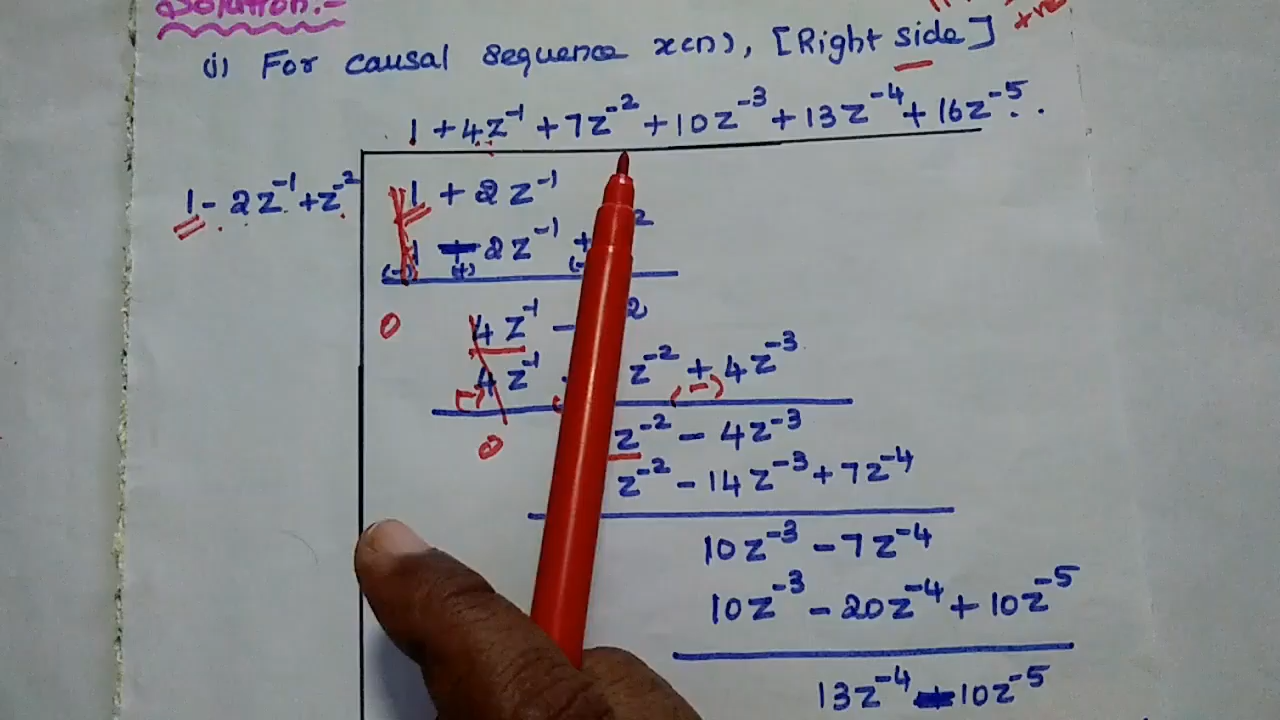 Solution:-
(i) For causal sequence x(n), [Right side] +ve
1 + 4z⁻¹ + 7z⁻² + 10z⁻³ + 13z⁻⁴ + 16z⁻⁵ . .
1 - 2z⁻¹ + z⁻² 1 + 2z⁻¹
1 - 2z⁻¹ + ²
(-) (+) (-)
0 4z⁻¹ - ²
4z⁻¹ z⁻² + 4z⁻³
(-) (-)
0 z⁻² - 4z⁻³
z⁻² - 14z⁻³ + 7z⁻⁴
10z⁻³ - 7z⁻⁴
10z⁻³ - 20z⁻⁴ + 10z⁻⁵
13z⁻⁴ - 10z⁻⁵